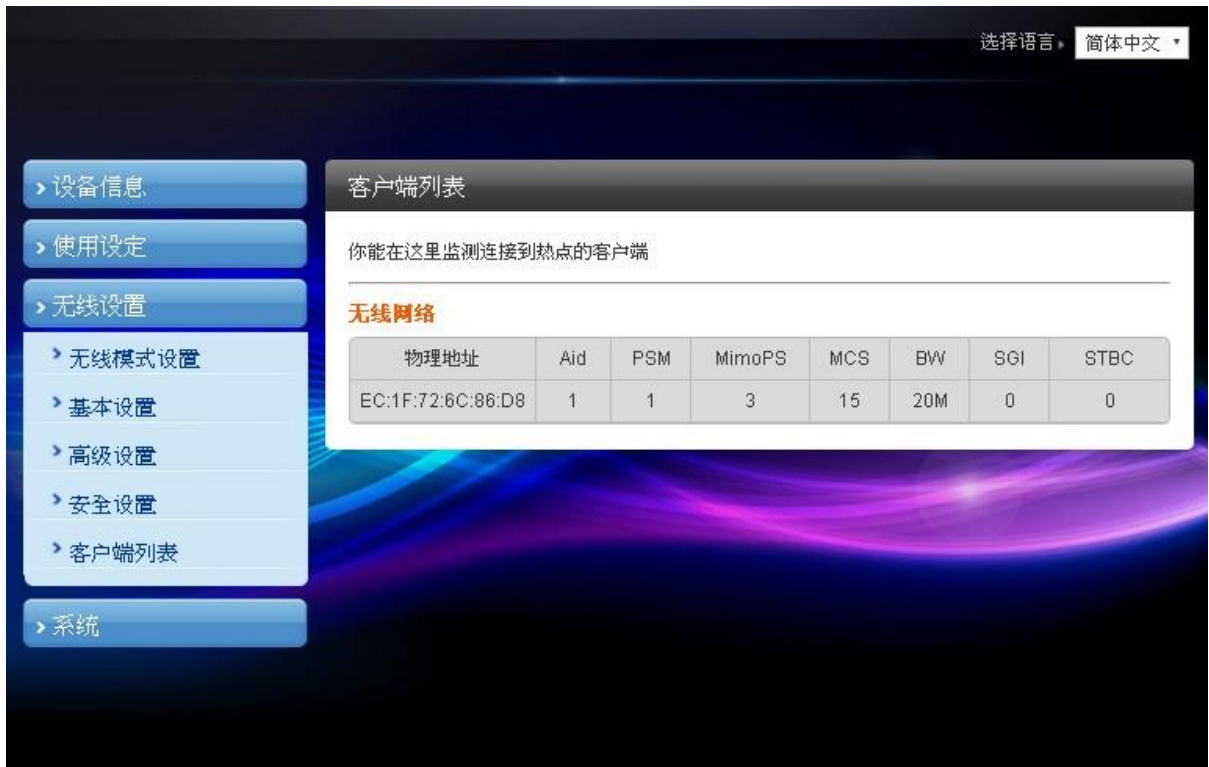 选择语言 简体中文
设备信息
使用设定
无线设置
无线模式设置
基本设置
高级设置
安全设置
客户端列表
系统
客户端列表
你能在这里监测连接到热点的客户端
无线网络
物理地址 Aid PSM MimoPS MCS BW SGI STBC
EC:1F:72:6C:86:D8 1 1 3 15 20M 0 0